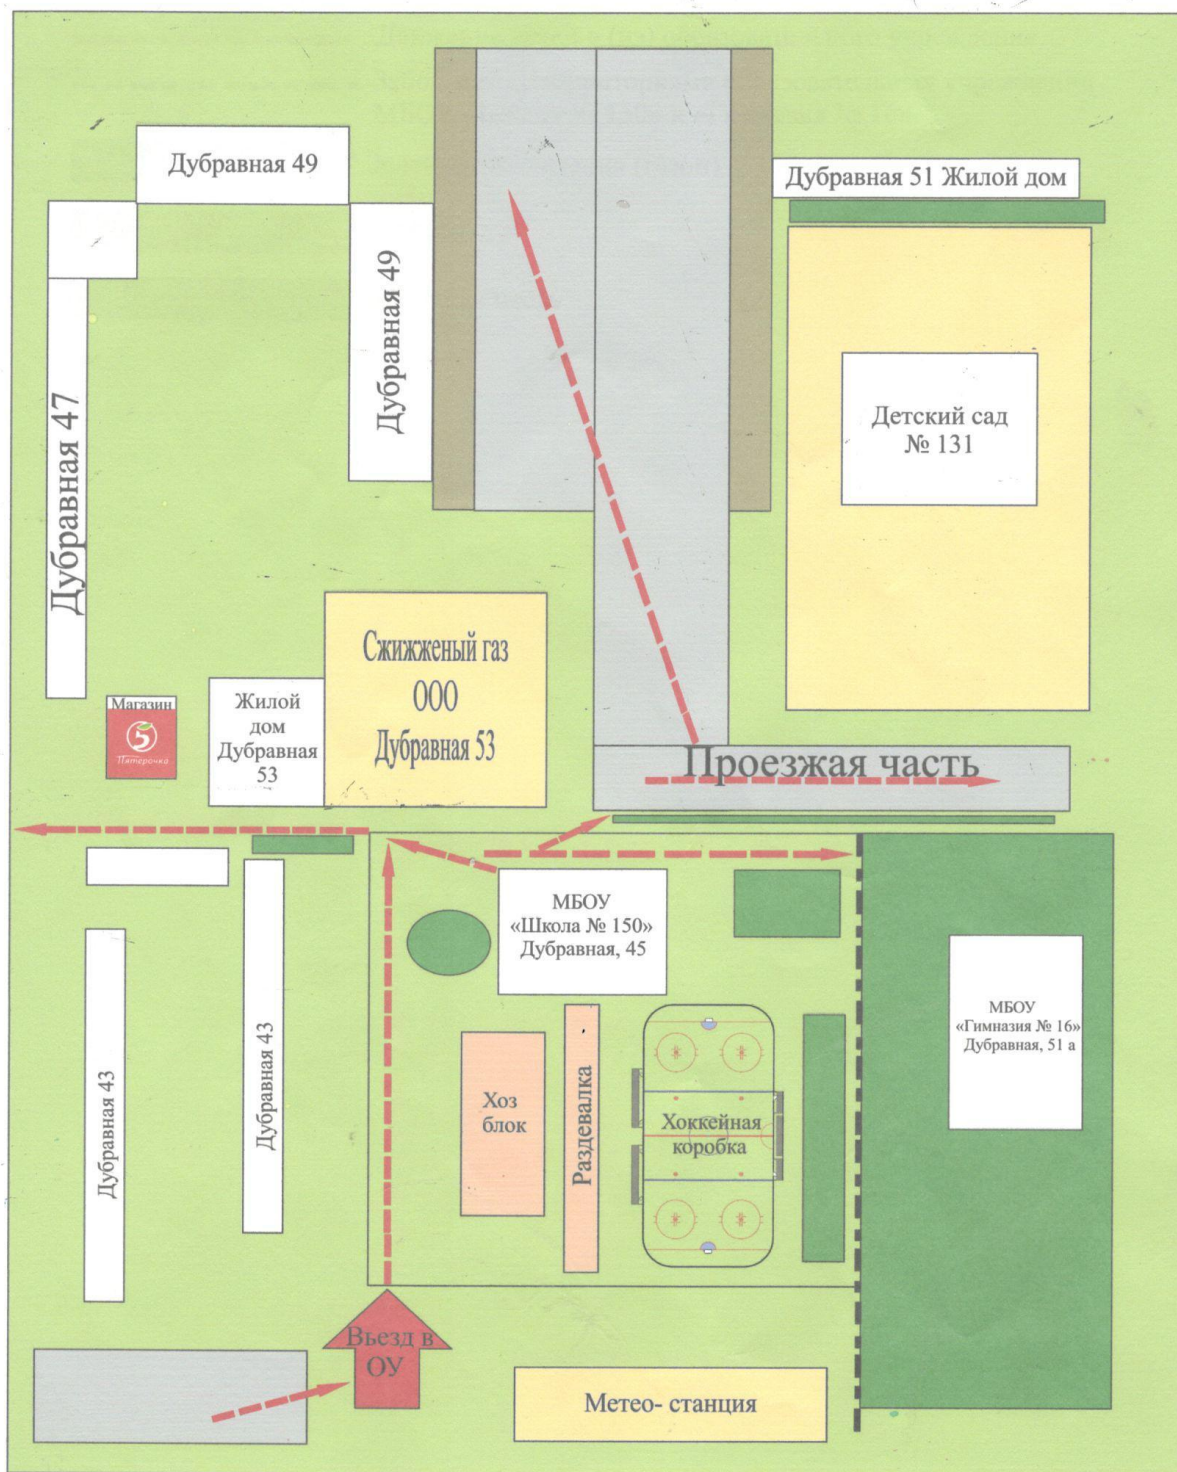 Дубравная 49
Дубравная 51 Жилой дом
Дубравная 49
Дубравная 47
Детский сад
№ 131
Сжиженый газ
ООО
Дубравная 53
Магазин
5
Пятерочка
Жилой
дом
Дубравная
53
Проезжая часть
МБОУ
«Школа № 150»
Дубравная, 45
МБОУ
«Гимназия № 16»
Дубравная, 51 а
Дубравная 43
Дубравная 43
Хоз
блок
Раздевалка
Хоккейная
коробка
Вьезд в
ОУ
Метео- станция